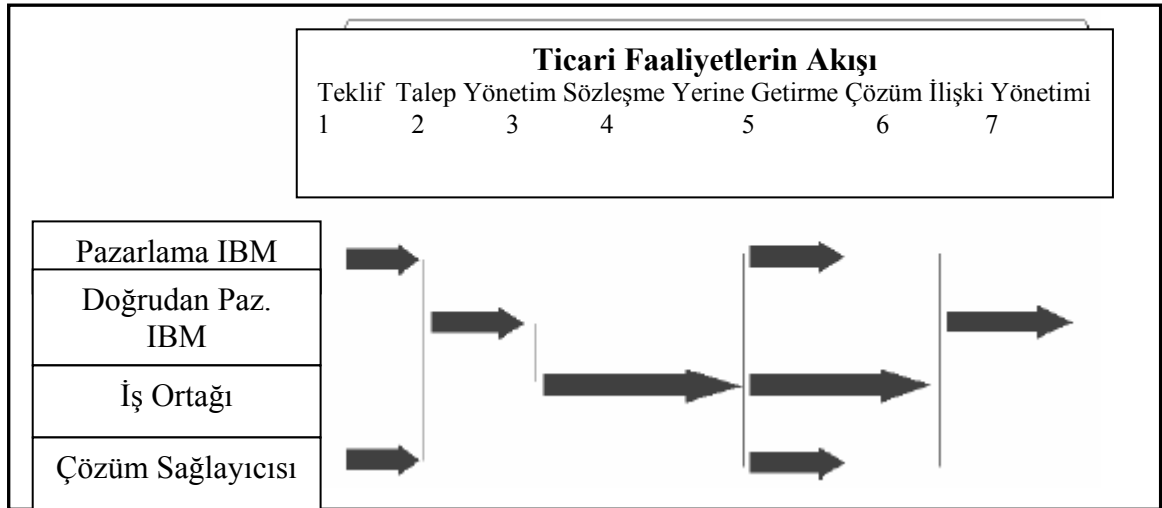 Ticari Faaliyetlerin Akışı
Teklif Talep Yönetim Sözleşme Yerine Getirme Çözüm İlişki Yönetimi
1 2 3 4 5 6 7
Pazarlama IBM
Doğrudan Paz.
IBM
İş Ortağı
Çözüm Sağlayıcısı